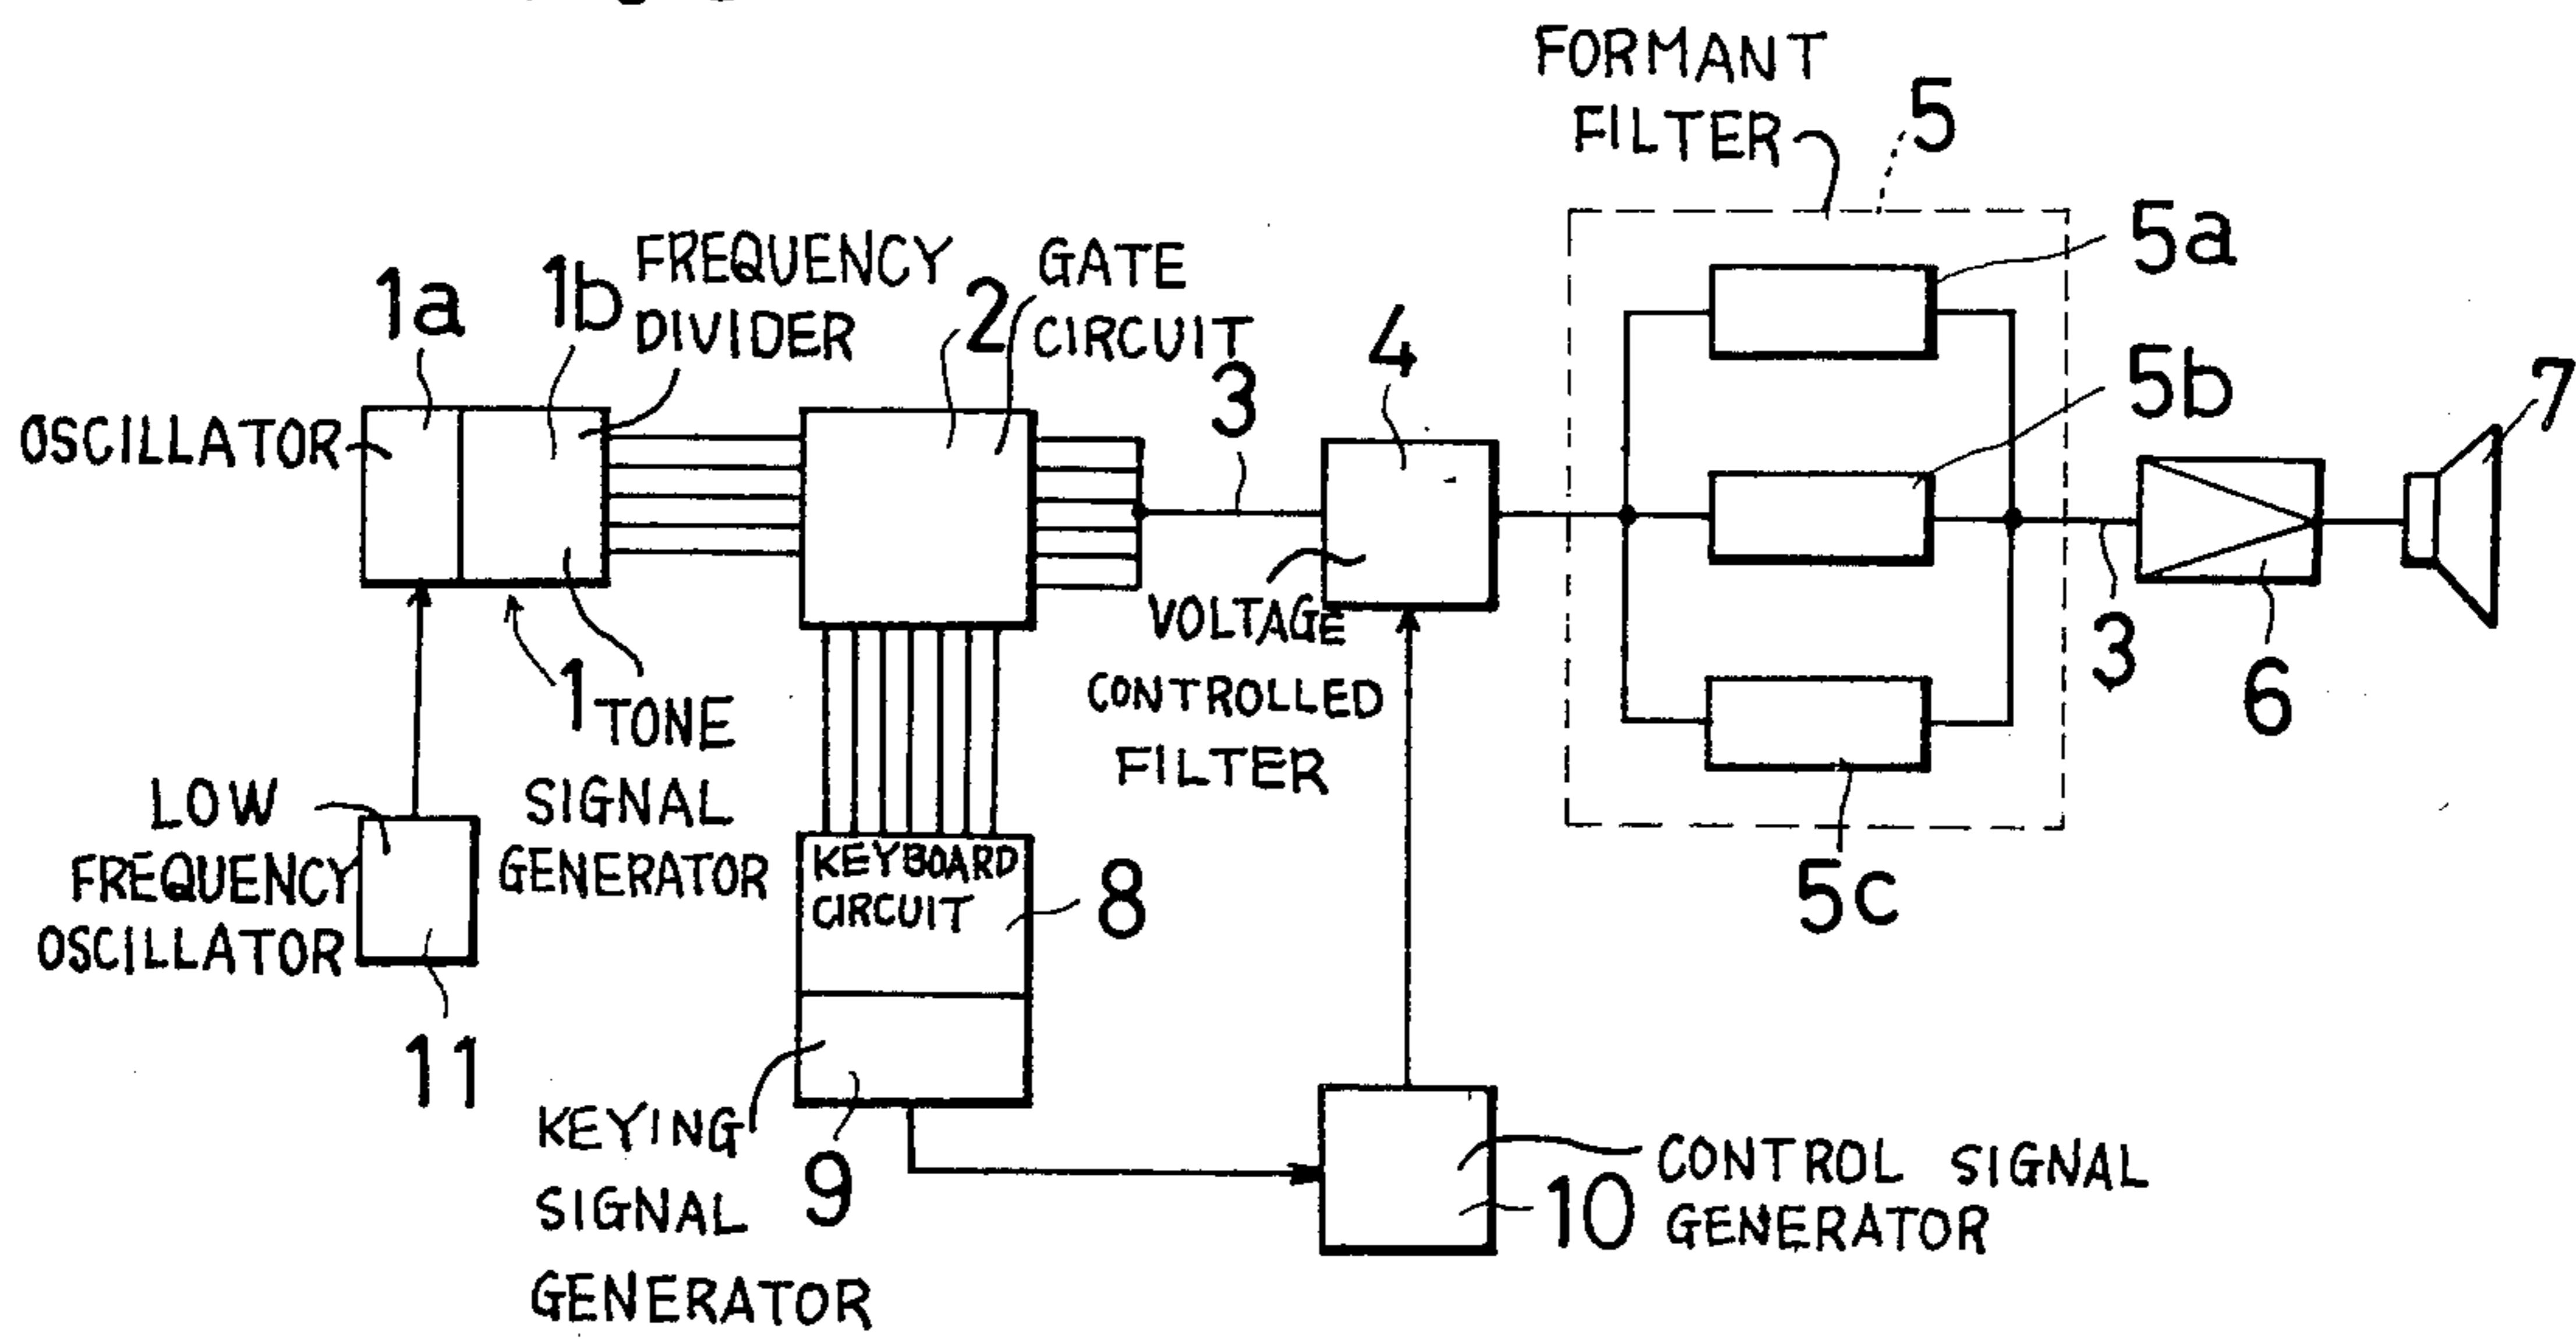 FORMANT
FILTER
5
5a
1a
1b
FREQUENCY
DIVIDER
2
GATE
CIRCUIT
3
4
5b
7
OSCILLATOR
VOLTAGE
CONTROLLED
FILTER
3
6
1
TONE
SIGNAL
GENERATOR
LOW
FREQUENCY
OSCILLATOR
11
KEYBOARD
CIRCUIT
8
5c
KEYING
SIGNAL
GENERATOR
9
10
CONTROL SIGNAL
GENERATOR